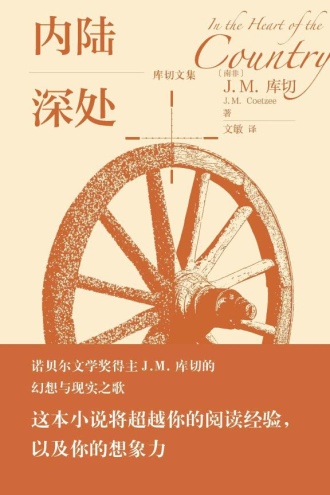 内陆
深处
库切文集
In the Heart of the
Country
［南非］
J. M. 库切
J. M. Coetzee
著
文敏 译
诺贝尔文学奖得主 J.M. 库切的
幻想与现实之歌
这本小说将超越你的阅读经验，
以及你的想象力